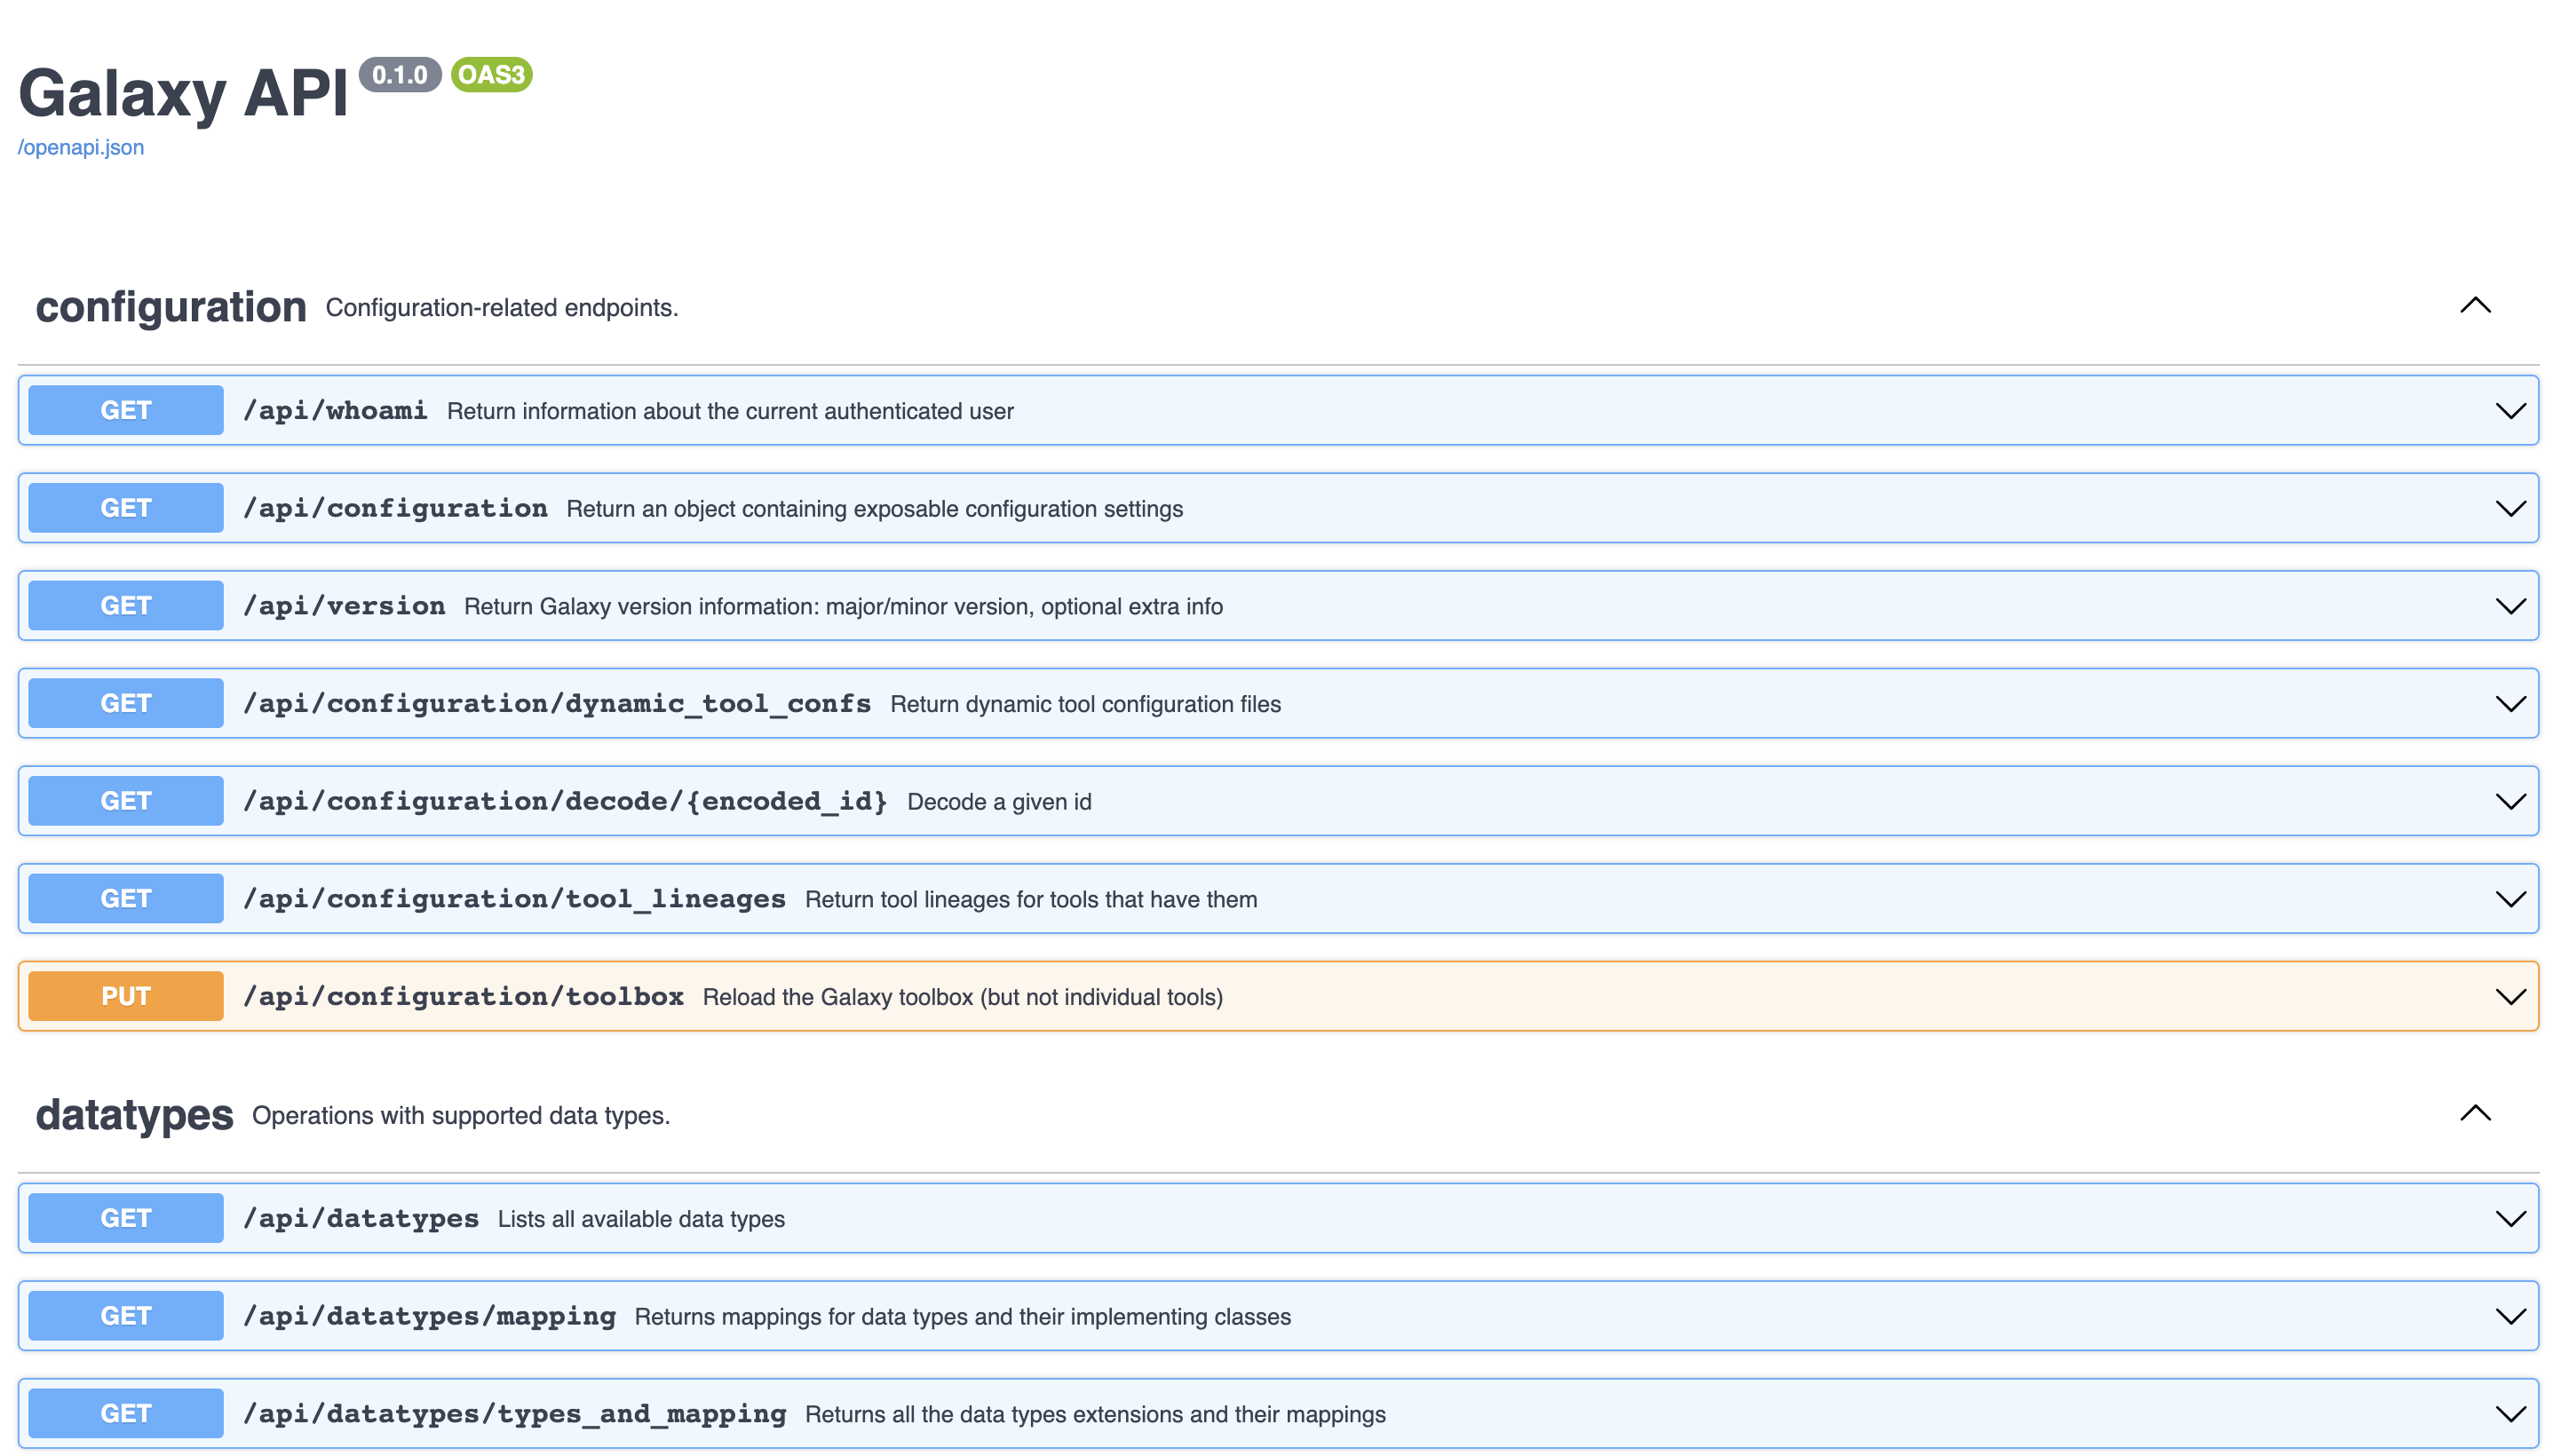 Galaxy API 0.1.0 OAS3
/openapi.json
configuration Configuration-related endpoints.
GET /api/whoami Return information about the current authenticated user
GET /api/configuration Return an object containing exposable configuration settings
GET /api/version Return Galaxy version information: major/minor version, optional extra info
GET /api/configuration/dynamic_tool_confs Return dynamic tool configuration files
GET /api/configuration/decode/{encoded_id} Decode a given id
GET /api/configuration/tool_lineages Return tool lineages for tools that have them
PUT /api/configuration/toolbox Reload the Galaxy toolbox (but not individual tools)
datatypes Operations with supported data types.
GET /api/datatypes Lists all available data types
GET /api/datatypes/mapping Returns mappings for data types and their implementing classes
GET /api/datatypes/types_and_mapping Returns all the data types extensions and their mappings